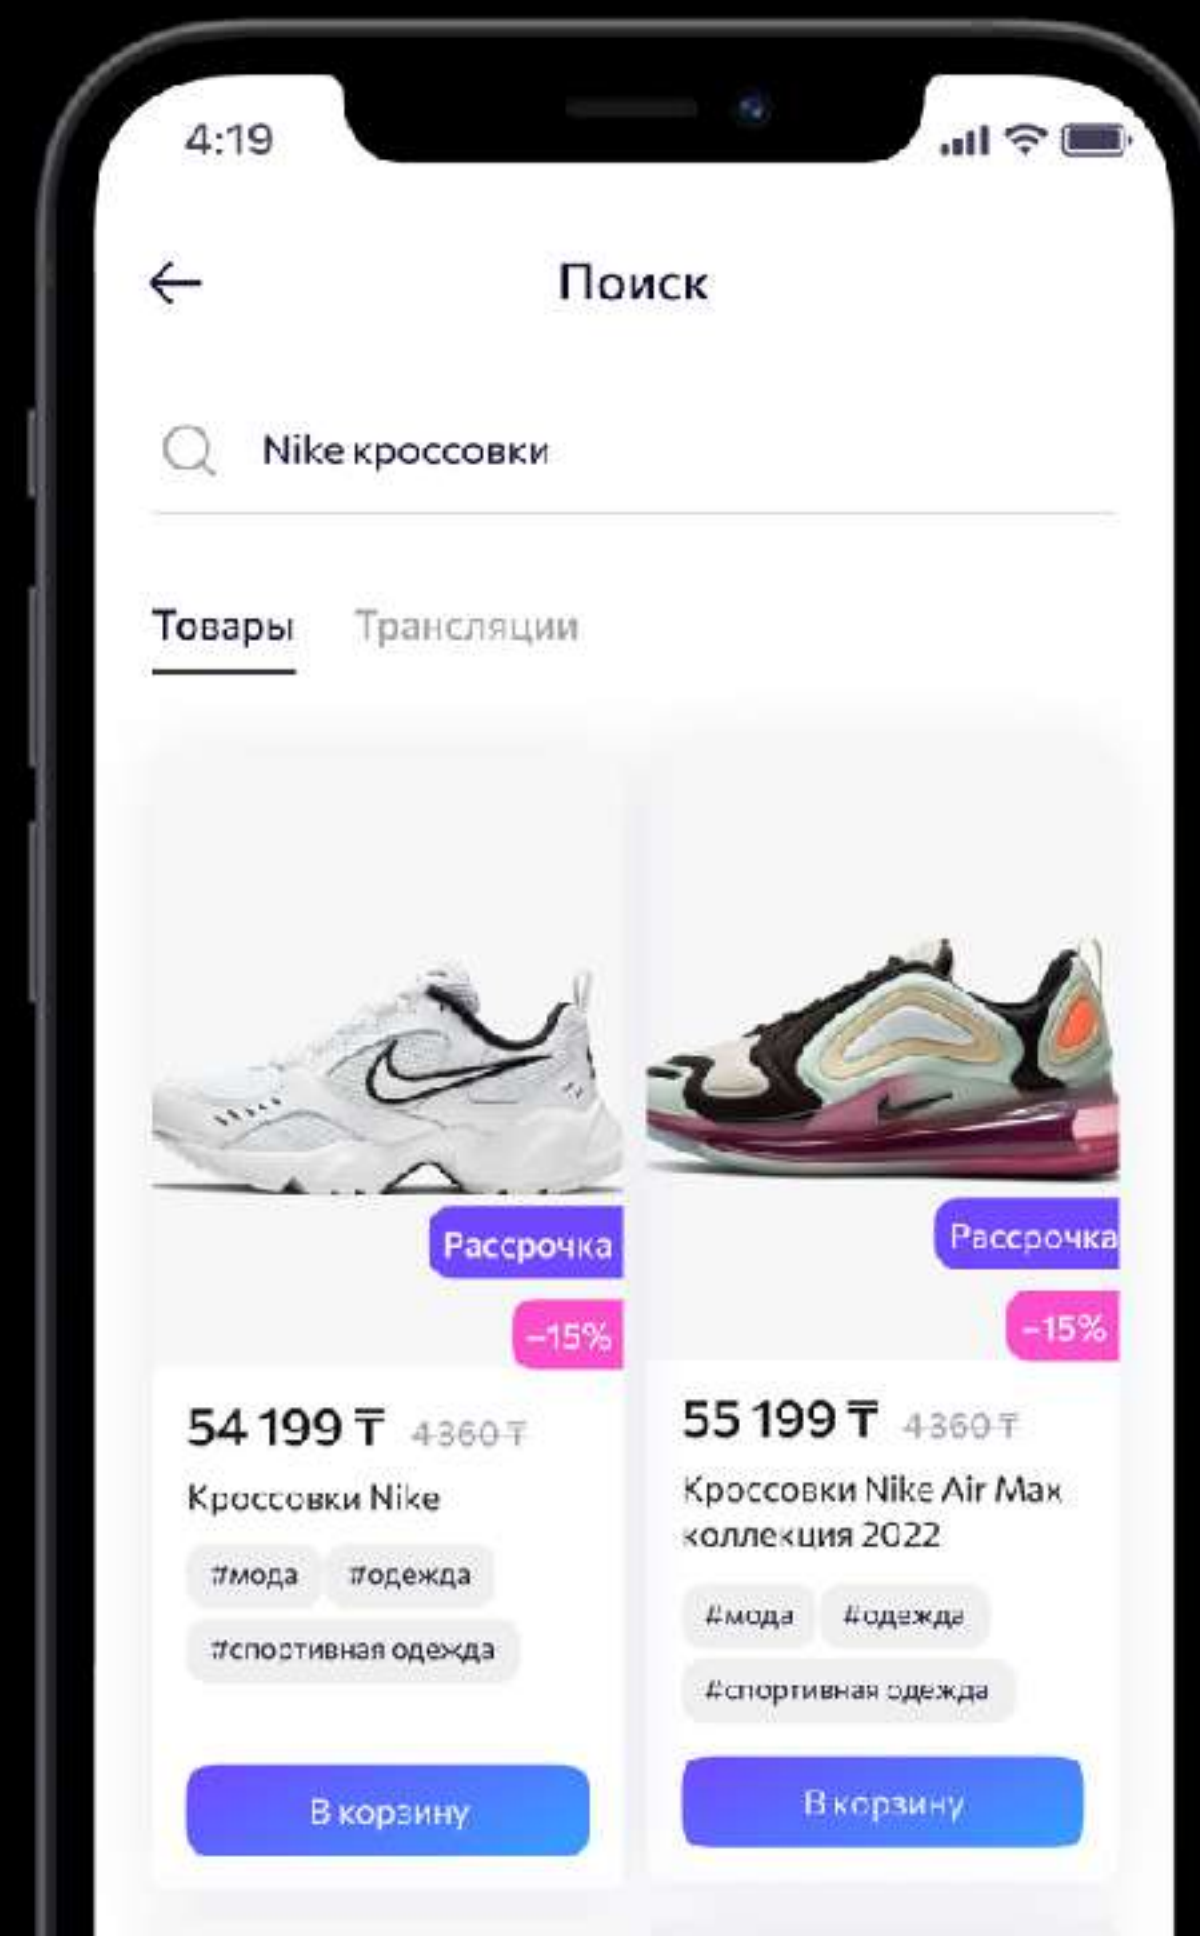 4:19
Поиск
Nike кроссовки
Товары Трансляции
Рассрочка
–15%
54 199 ₸ 4 360 ₸
Кроссовки Nike
#мода #одежда
#спортивная одежда
В корзину
Рассрочка
–15%
55 199 ₸ 4 360 ₸
Кроссовки Nike Air Max
коллекция 2022
#мода #одежда
#спортивная одежда
В корзину